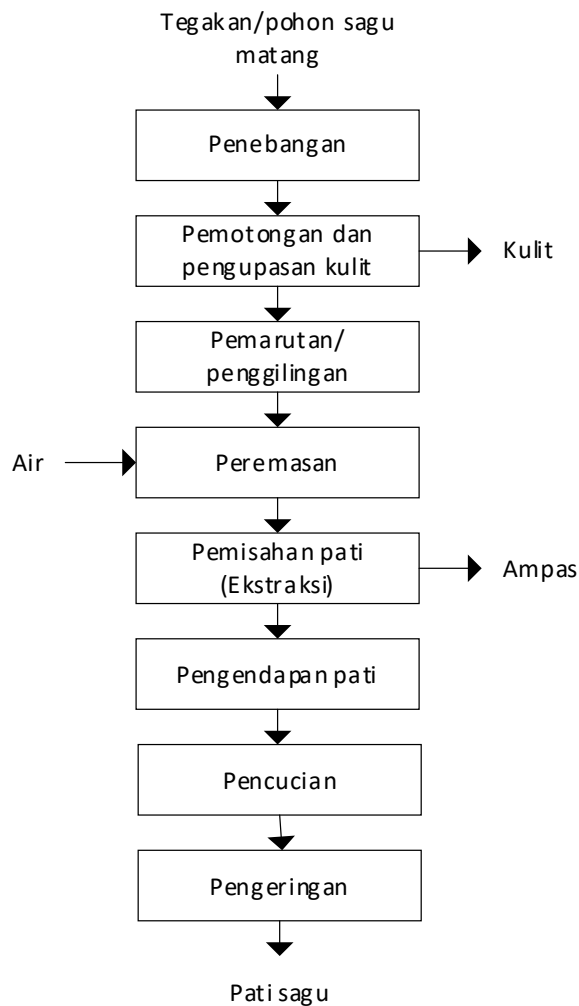 Tegakan/pohon sagu
matang
Penebangan
Pemotongan dan
pengupasan kulit
Kulit
Pemarutan/
penggilingan
Air
Peremasan
Pemisahan pati
(Ekstraksi)
Ampas
Pengendapan pati
Pencucian
Pengeringan
Pati sagu